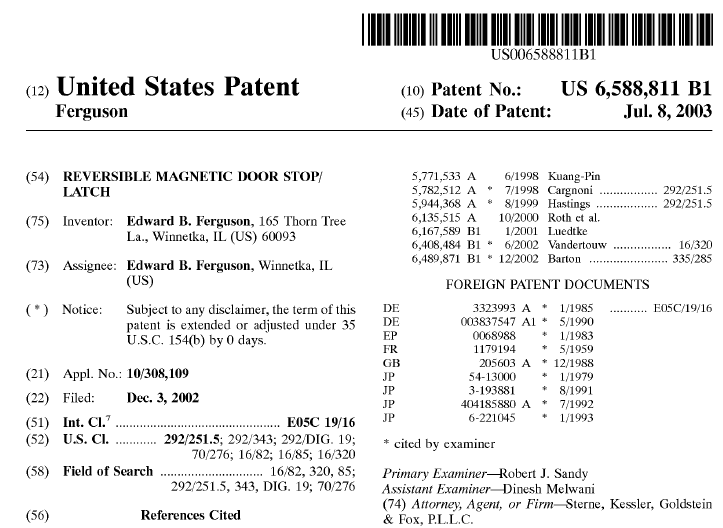 US006588811B1
(12) United States Patent
Ferguson
(10) Patent No.: US 6,588,811 B1
(45) Date of Patent: Jul. 8, 2003
(54) REVERSIBLE MAGNETIC DOOR STOP/
LATCH
(75) Inventor: Edward B. Ferguson, 165 Thorn Tree
La., Winnetka, IL (US) 60093
(73) Assignee: Edward B. Ferguson, Winnetka, IL
(US)
( * ) Notice: Subject to any disclaimer, the term of this
patent is extended or adjusted under 35
U.S.C. 154(b) by 0 days.
(21) Appl. No.: 10/308,109
(22) Filed: Dec. 3, 2002
(51) Int. Cl.7 .............................. E05C 19/16
(52) U.S. Cl. ........... 292/251.5; 292/343; 292/DIG. 19;
70/276; 16/82; 16/85; 16/320
(58) Field of Search ............................ 16/82, 320, 85;
292/251.5, 343, DIG. 19; 70/276
(56) References Cited
5,771,533 A 6/1998 Kuang-Pin
5,782,512 A * 7/1998 Cargnoni ................. 292/251.5
5,944,368 A * 8/1999 Hastings ................. 292/251.5
6,135,515 A 10/2000 Roth et al.
6,167,589 B1 1/2001 Luedtke
6,408,484 B1 * 6/2002 Vandertouw ................. 16/320
6,489,871 B1 * 12/2002 Barton ..................... 335/285
FOREIGN PATENT DOCUMENTS
DE 3323993 A * 1/1985 .......... E05C/19/16
DE 003837547 A1 * 5/1990
EP 0068988 * 1/1983
FR 1179194 * 5/1959
GB 205603 A * 12/1988
JP 54-13000 * 1/1979
JP 3-193881 * 8/1991
JP 404185880 A * 7/1992
JP 6-221045 * 1/1993
* cited by examiner
Primary Examiner—Robert J. Sandy
Assistant Examiner—Dinesh Melwani
(74) Attorney, Agent, or Firm—Sterne, Kessler, Goldstein
& Fox, P.L.L.C.